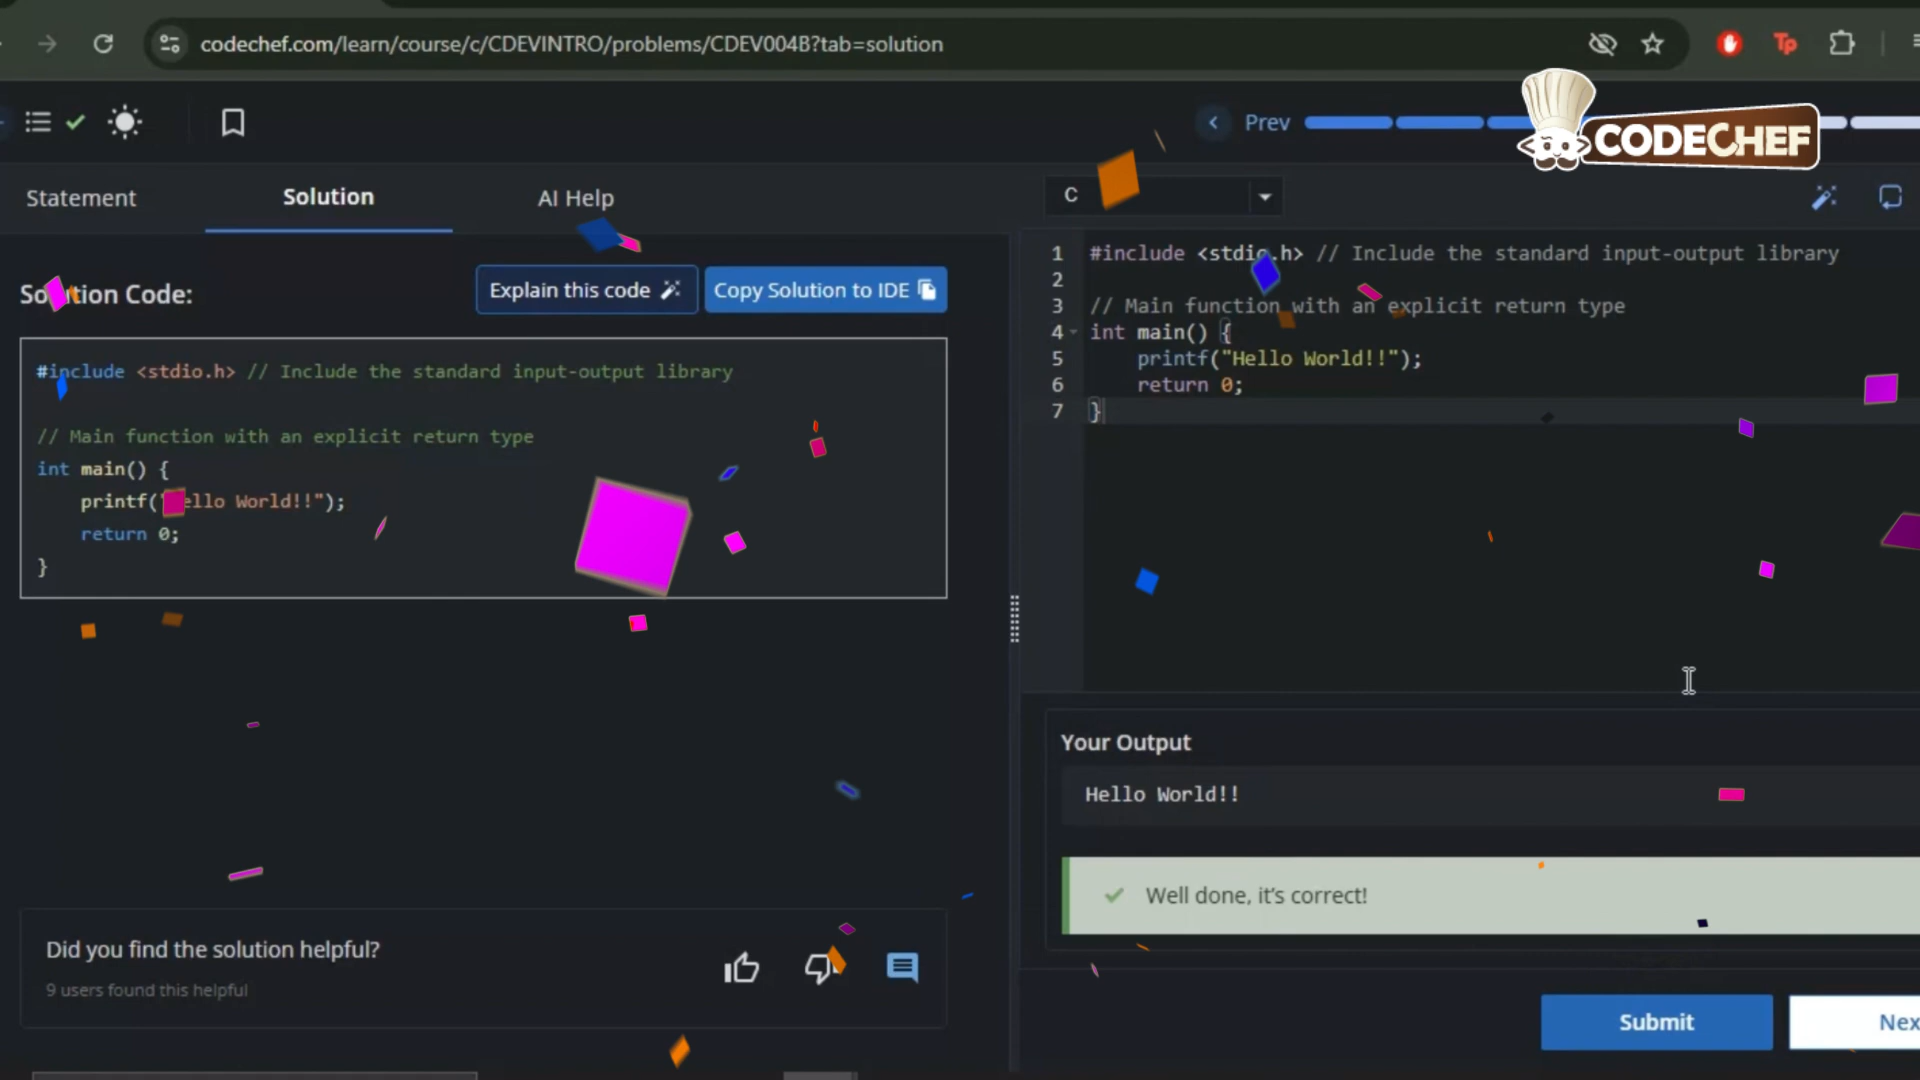 codechef.com/learn/course/c/CDEVINTRO/problems/CDEV004B?tab=solution
Tp
Prev
CODECHEF
Statement
Solution
AI Help
Solution Code:
Explain this code
Copy Solution to IDE
#include <stdio.h> // Include the standard input-output library
// Main function with an explicit return type
int main() {
printf("Hello World!!");
return 0;
}
Did you find the solution helpful?
9 users found this helpful
C
1 #include <stdio.h> // Include the standard input-output library
2
3 // Main function with an explicit return type
4 int main() {
5 printf("Hello World!!");
6 return 0;
7 }
Your Output
Hello World!!
Well done, it's correct!
Submit
Nex